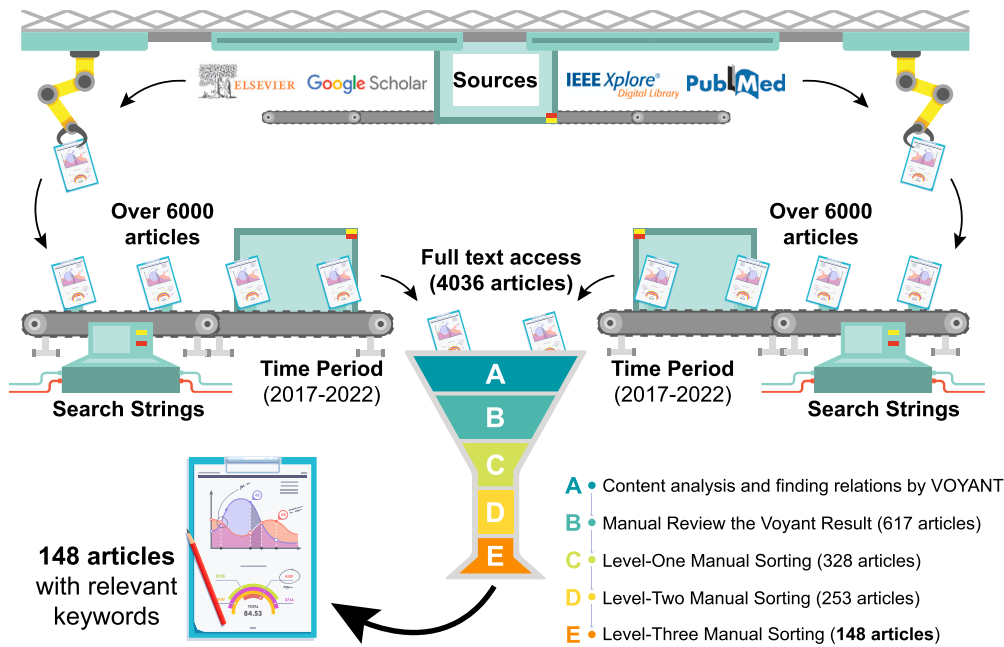 ELSEVIER
Google Scholar
Sources
IEEE Xplore®
Digital Library
PubMed
Over 6000
articles
Over 6000
articles
Full text access
(4036 articles)
Time Period
(2017-2022)
Time Period
(2017-2022)
Search Strings
Search Strings
A
B
C
D
E
148 articles
with relevant
keywords
TOTAL
84.53
A Content analysis and finding relations by VOYANT
B Manual Review the Voyant Result (617 articles)
C Level-One Manual Sorting (328 articles)
D Level-Two Manual Sorting (253 articles)
E Level-Three Manual Sorting (148 articles)